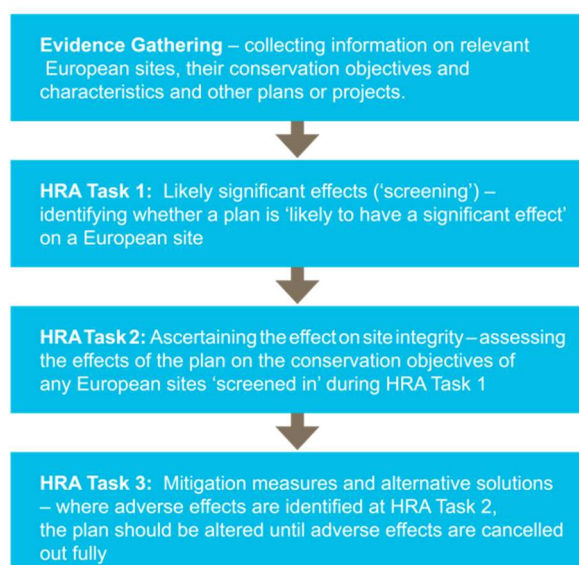 Evidence Gathering – collecting information on relevant
European sites, their conservation objectives and
characteristics and other plans or projects.
HRA Task 1: Likely significant effects (‘screening’) –
identifying whether a plan is ‘likely to have a significant effect’
on a European site
HRA Task 2: Ascertaining the effect on site integrity – assessing
the effects of the plan on the conservation objectives of
any European sites ‘screened in’ during HRA Task 1
HRA Task 3: Mitigation measures and alternative solutions
– where adverse effects are identified at HRA Task 2,
the plan should be altered until adverse effects are cancelled
out fully